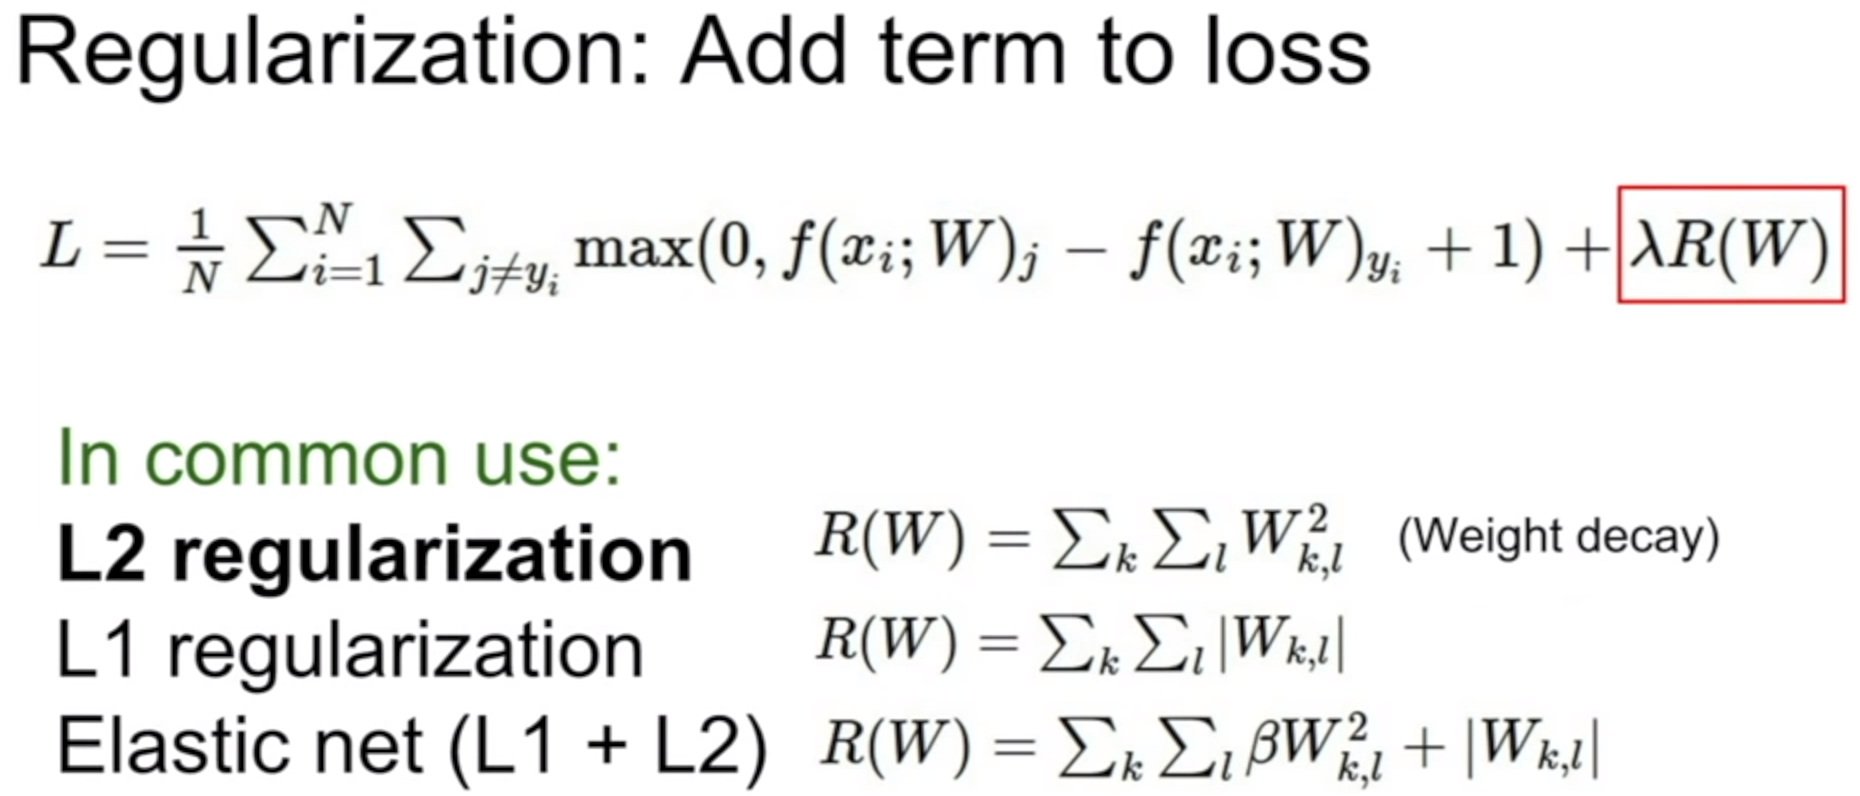 Regularization: Add term to loss
L = \frac{1}{N} \sum_{i=1}^{N} \sum_{j \neq y_i} \max(0, f(x_i; W)_j - f(x_i; W)_{y_i} + 1) + \lambda R(W)
In common use:
L2 regularization R(W) = \sum_k \sum_l W_{k,l}^2 (Weight decay)
L1 regularization R(W) = \sum_k \sum_l |W_{k,l}|
Elastic net (L1 + L2) R(W) = \sum_k \sum_l \beta W_{k,l}^2 + |W_{k,l}|